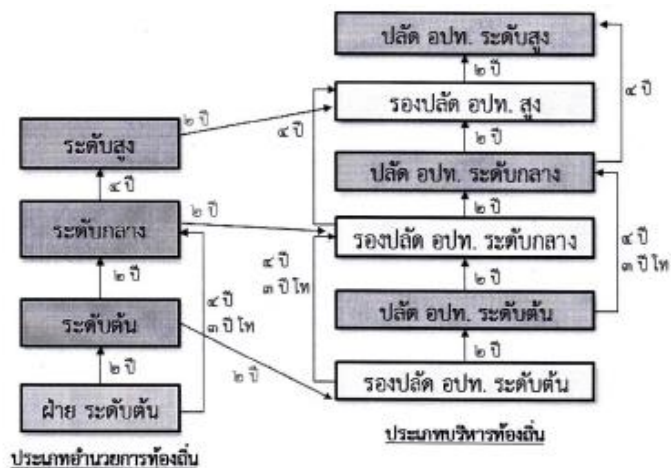 ปลัด อปท. ระดับสูง
๒ ปี
รองปลัด อปท. สูง
๔ ปี
๒ ปี
๔ ปี
๒ ปี
ระดับสูง
ปลัด อปท. ระดับกลาง
๔ ปี
๒ ปี
๒ ปี
ระดับกลาง
รองปลัด อปท. ระดับกลาง
๔ ปี
๓ ปี โท
๒ ปี
๔ ปี
๓ ปี โท
๒ ปี
๔ ปี
๓ ปี โท
ระดับต้น
ปลัด อปท. ระดับต้น
๒ ปี
๒ ปี
๒ ปี
ฝ่าย ระดับต้น
รองปลัด อปท. ระดับต้น
ประเภทอำนวยการท้องถิ่น
ประเภทบริหารท้องถิ่น